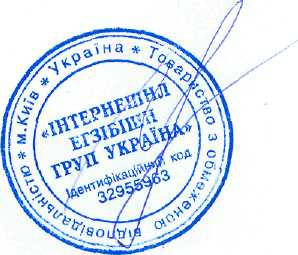 * Україна * Товариство з обмеженою відповідальністю * м.Київ
«ІНТЕРНЕШНЛ
ЕГЗІБІШН
ГРУП УКРАЇНА»
Ідентифікаційний код
32955963